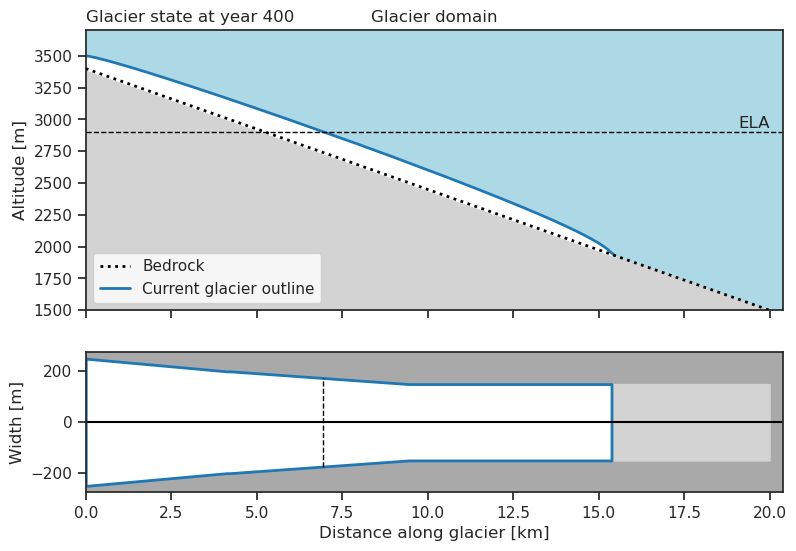 Glacier state at year 400
Glacier domain
Altitude [m]
3500
3250
3000
2750
2500
2250
2000
1750
1500
ELA
Bedrock
Current glacier outline
Width [m]
200
0
−200
0.0 2.5 5.0 7.5 10.0 12.5 15.0 17.5 20.0
Distance along glacier [km]